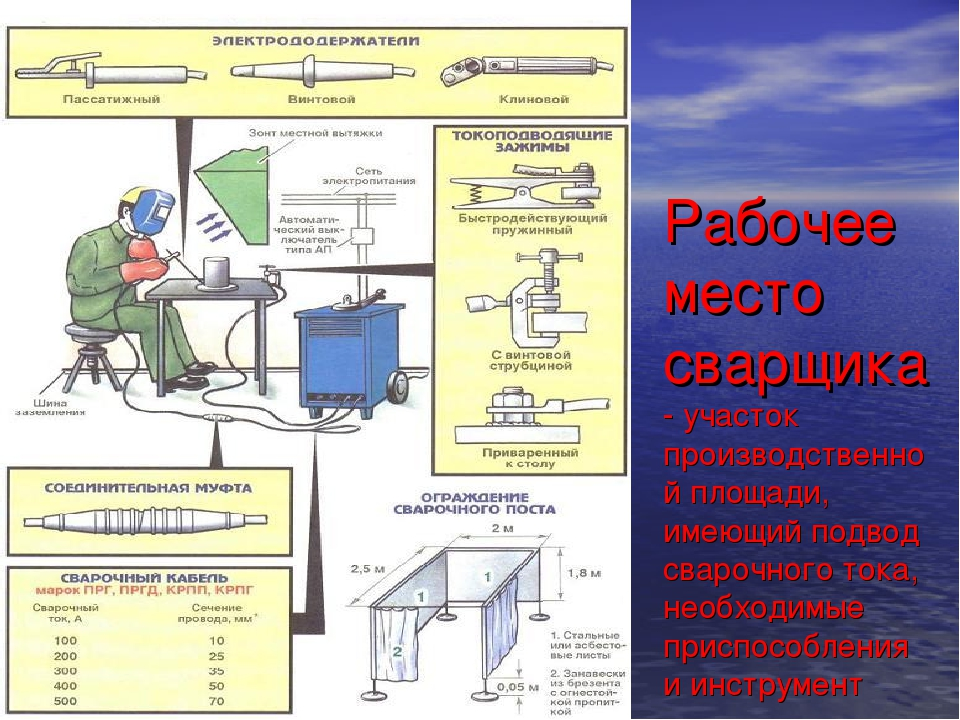 ЭЛЕКТРОДОДЕРЖАТЕЛИ
Пассатижный
Винтовой
Клиновой
Зонт местной вытяжки
Сеть
электропитания
Автомати-
ческий вык-
лючатель
типа АП
Шина
заземления
ТОКОПОДВОДЯЩИЕ
ЗАЖИМЫ
Быстродействующий
пружинный
С винтовой
струбциной
Приваренный
к столу
СОЕДИНИТЕЛЬНАЯ МУФТА
СВАРОЧНЫЙ КАБЕЛЬ
марок ПРГ, ПРГД, КРПП, КРПГ
Сварочный Сечение
ток, А провода, мм²
100 10
200 25
300 35
400 50
500 70
ОГРАЖДЕНИЕ
СВАРОЧНОГО ПОСТА
2 м
2,5 м
1,8 м
1
1
2
0,05 м
1. Стальные
или асбесто-
вые листы
2. Занавески
из брезента
с огнестой-
кой пропит-
кой
Рабочее
место
сварщика
- участок
производственно
й площади,
имеющий подвод
сварочного тока,
необходимые
приспособления
и инструмент